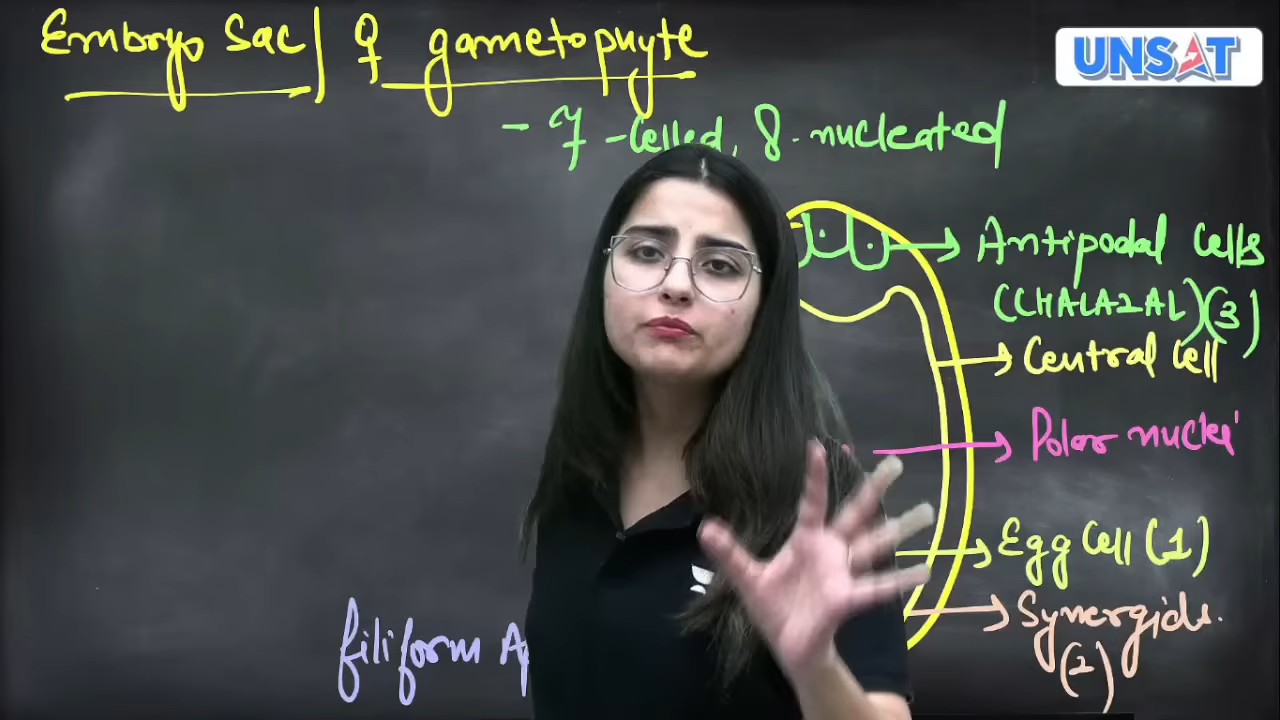 Embryo Sac | ♀ gametophyte
UNSAT
- 7-Celled, 8-nucleated
Antipodal Cells
(CHALAZAL)(3)
Central Cell
Polar nuclei
Egg Cell (1)
Synergids.
(2)
filiform Ap